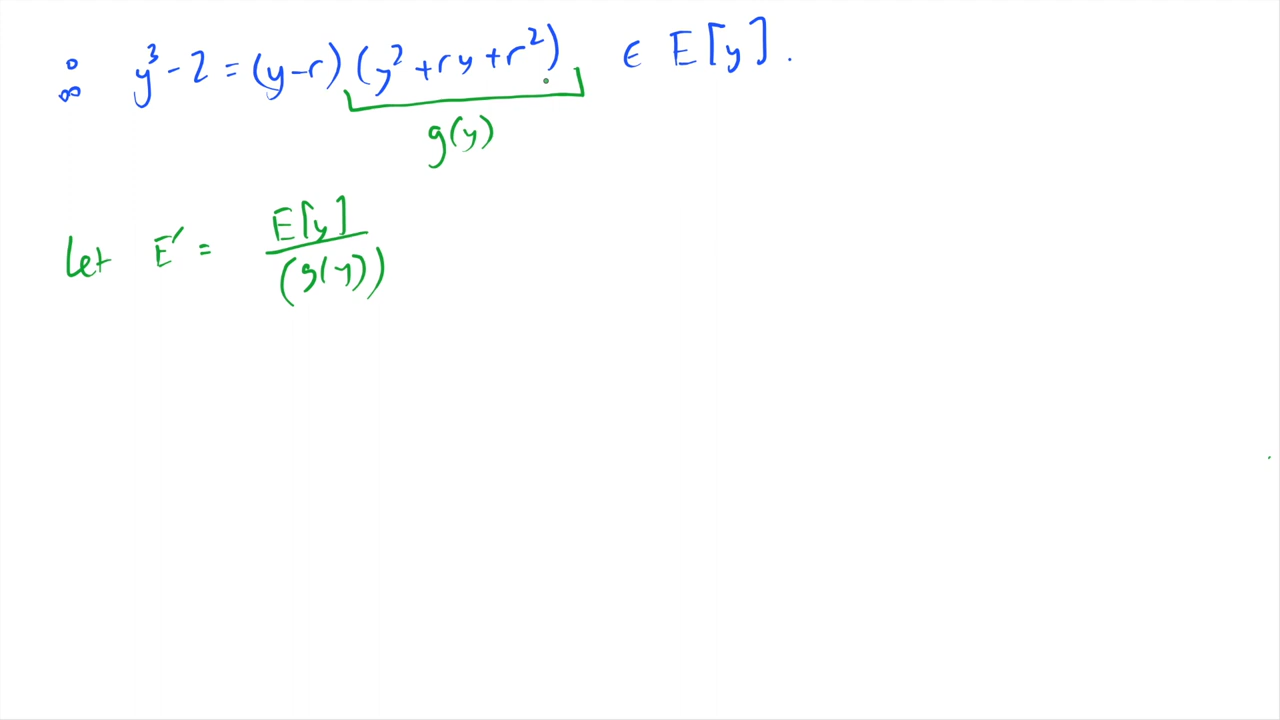 ∴ y³ - 2 = (y-r) (y² + ry + r²) ∈ E[y].
g(y)
Let E′ = E[y] / (g(y))